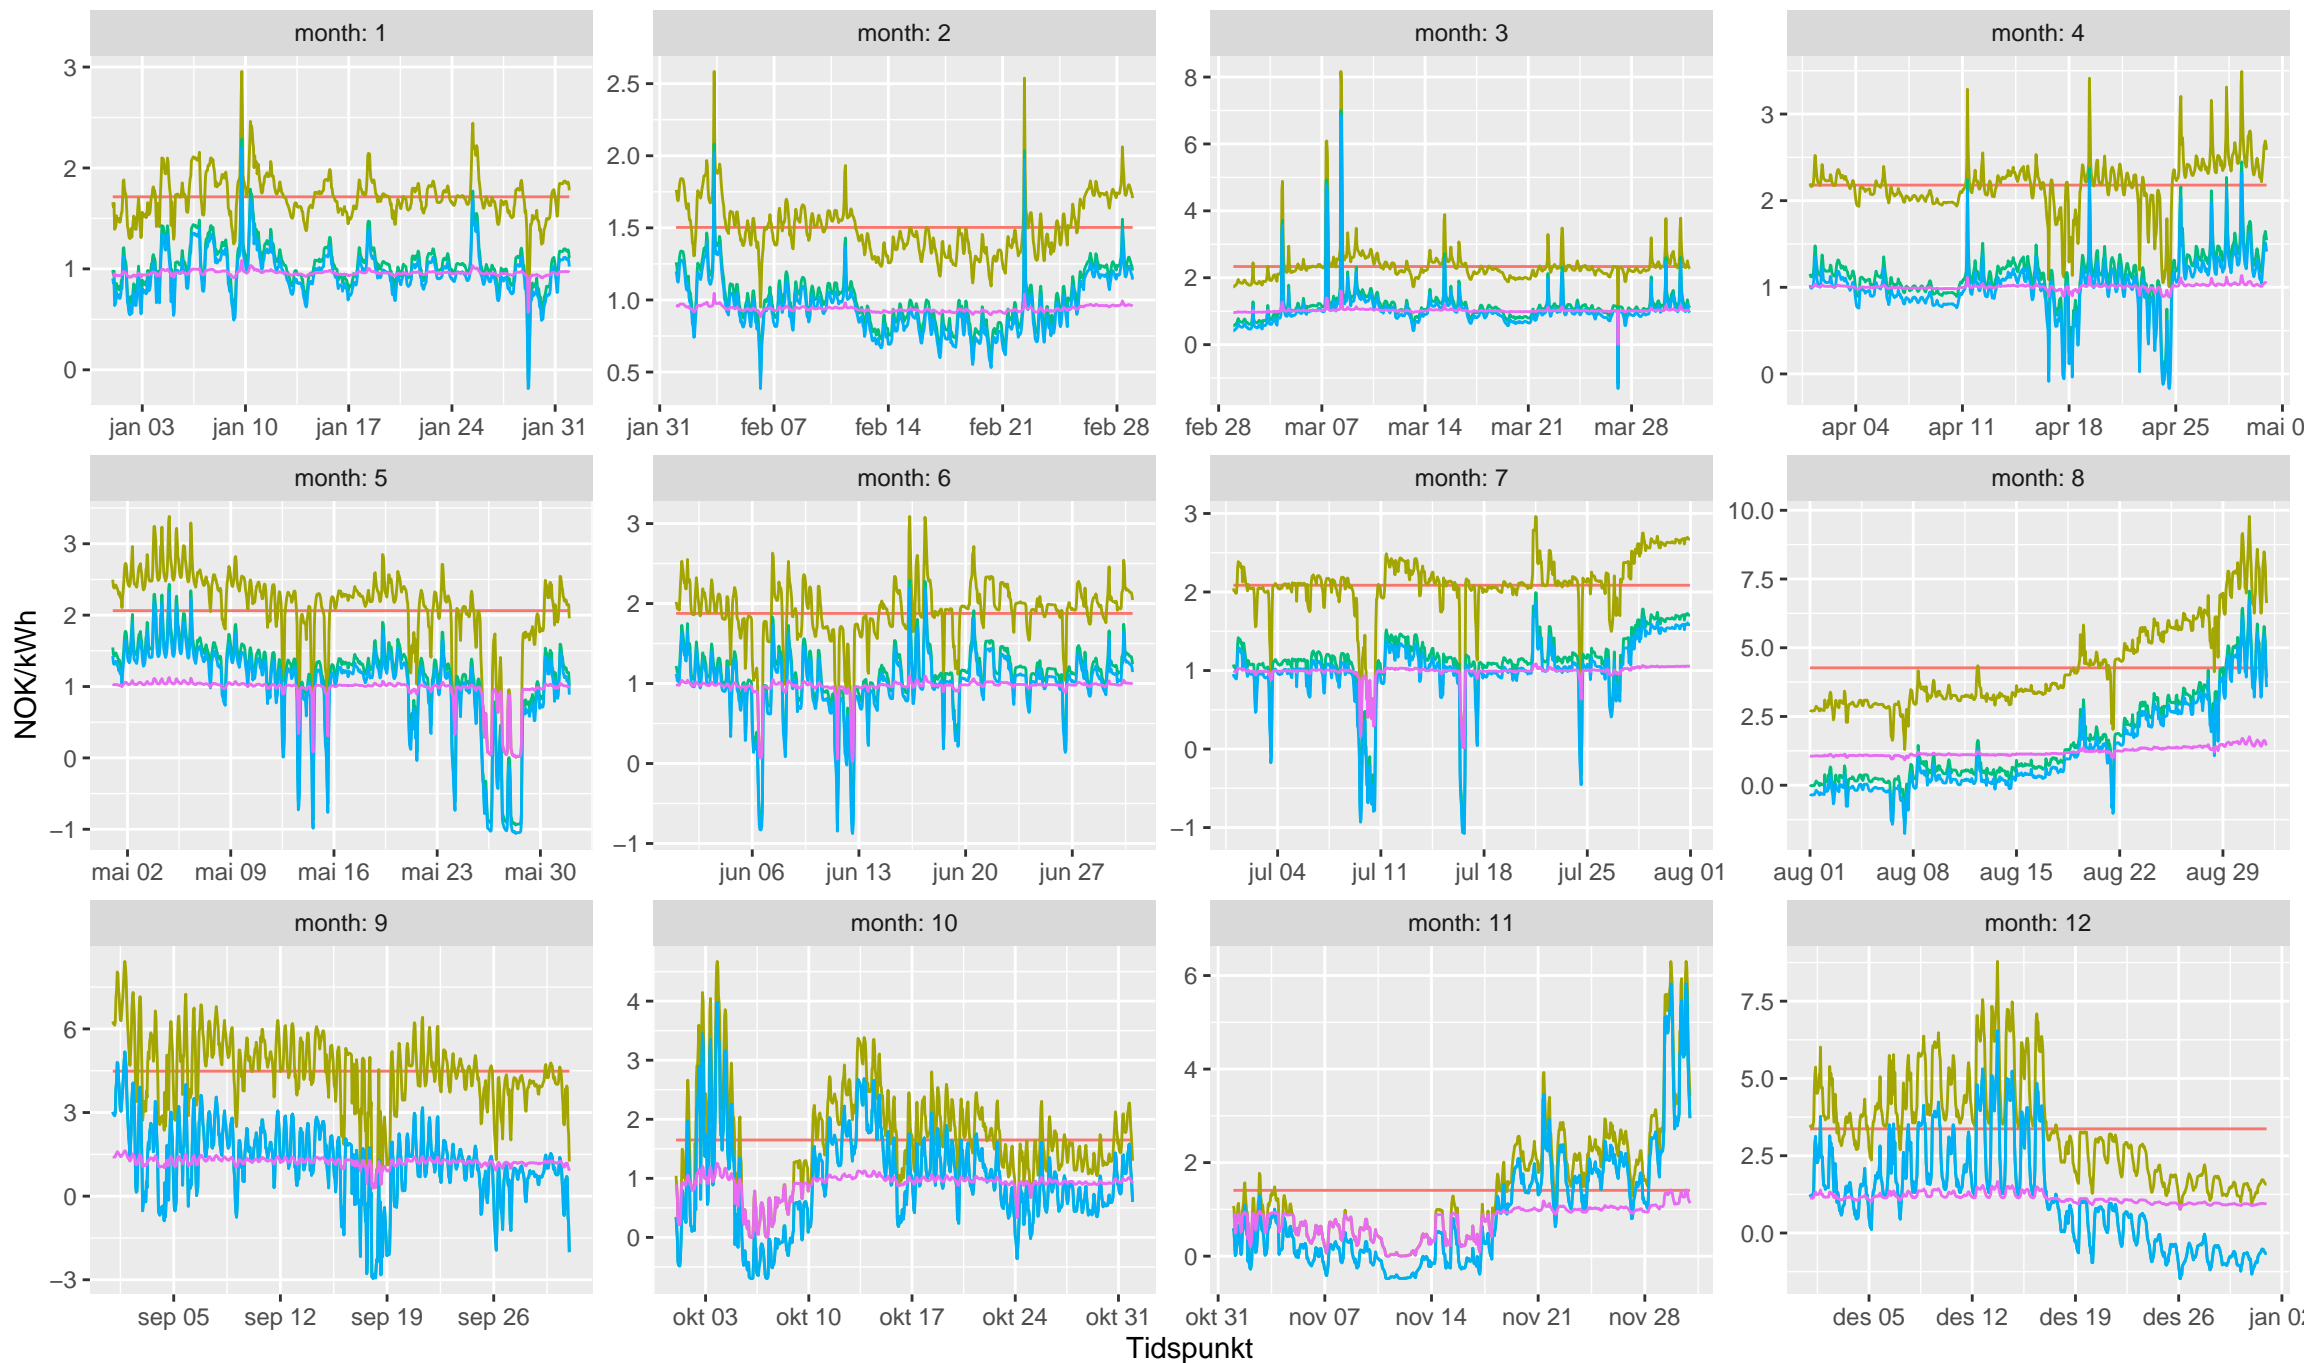 month: 1
month: 2
month: 3
month: 4
3
2
1
0
2.5
2.0
1.5
1.0
0.5
8
6
4
2
0
3
2
1
0
jan 03 jan 10 jan 17 jan 24 jan 31
jan 31 feb 07 feb 14 feb 21 feb 28
feb 28 mar 07 mar 14 mar 21 mar 28
apr 04 apr 11 apr 18 apr 25 mai 0
month: 5
month: 6
month: 7
month: 8
NOK/kWh
3
2
1
0
−1
3
2
1
0
−1
3
2
1
0
−1
10.0
7.5
5.0
2.5
0.0
mai 02 mai 09 mai 16 mai 23 mai 30
jun 06 jun 13 jun 20 jun 27
jul 04 jul 11 jul 18 jul 25 aug 01
aug 01 aug 08 aug 15 aug 22 aug 29
month: 9
month: 10
month: 11
month: 12
6
3
0
−3
4
3
2
1
0
6
4
2
0
7.5
5.0
2.5
0.0
sep 05 sep 12 sep 19 sep 26
okt 03 okt 10 okt 17 okt 24 okt 31
okt 31 nov 07 nov 14 nov 21 nov 28
des 05 des 12 des 19 des 26 jan 02
Tidspunkt